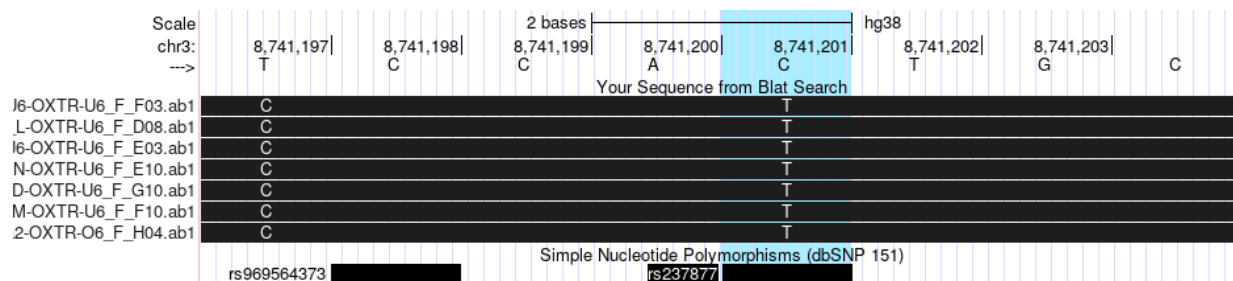 Scale 2 bases hg38
chr3: 8,741,197 8,741,198 8,741,199 8,741,200 8,741,201 8,741,202 8,741,203
---> T C C A C T G C
Your Sequence from Blat Search
J6-OXTR-U6_F_F03.ab1 C T
_L-OXTR-U6_F_D08.ab1 C T
J6-OXTR-U6_F_E03.ab1 C T
N-OXTR-U6_F_E10.ab1 C T
D-OXTR-U6_F_G10.ab1 C T
M-OXTR-U6_F_F10.ab1 C T
.2-OXTR-O6_F_H04.ab1 C T
Simple Nucleotide Polymorphisms (dbSNP 151)
rs969564373 rs237877